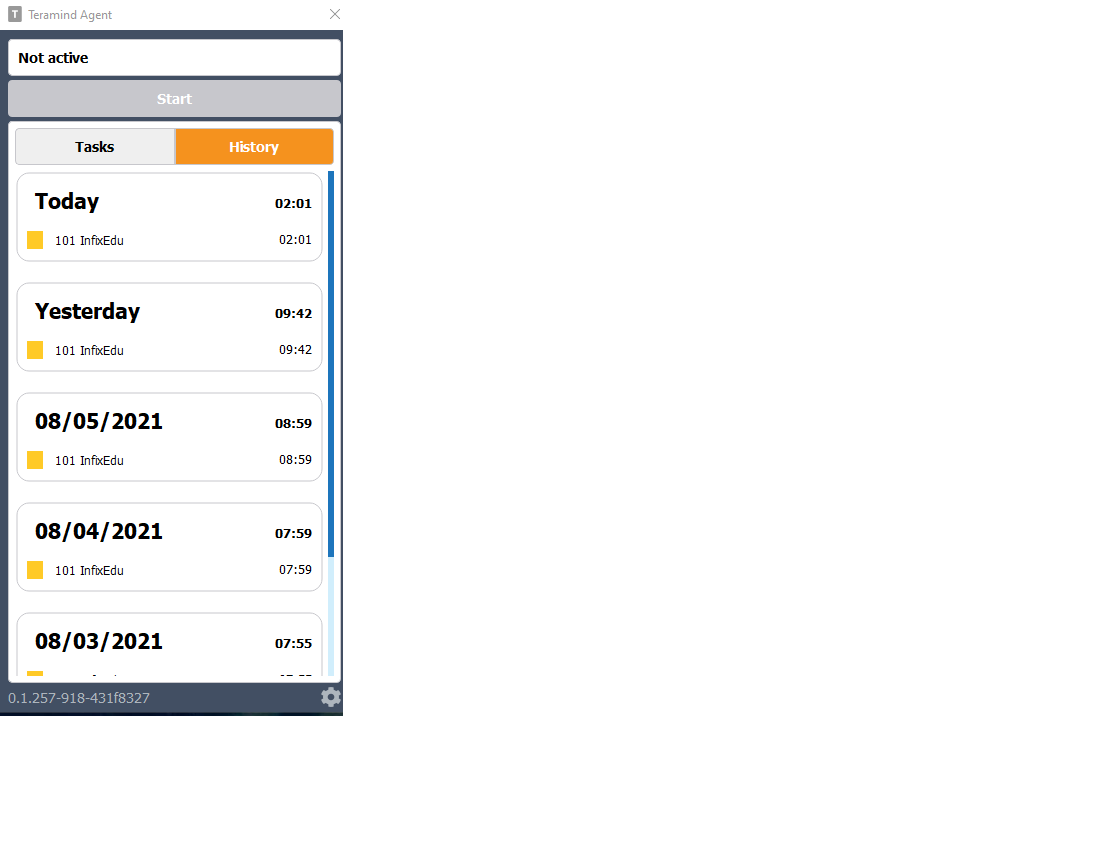 T Teramind Agent
Not active
Start
Tasks History
Today 02:01
101 InfixEdu 02:01
Yesterday 09:42
101 InfixEdu 09:42
08/05/2021 08:59
101 InfixEdu 08:59
08/04/2021 07:59
101 InfixEdu 07:59
08/03/2021 07:55
0.1.257-918-431f8327